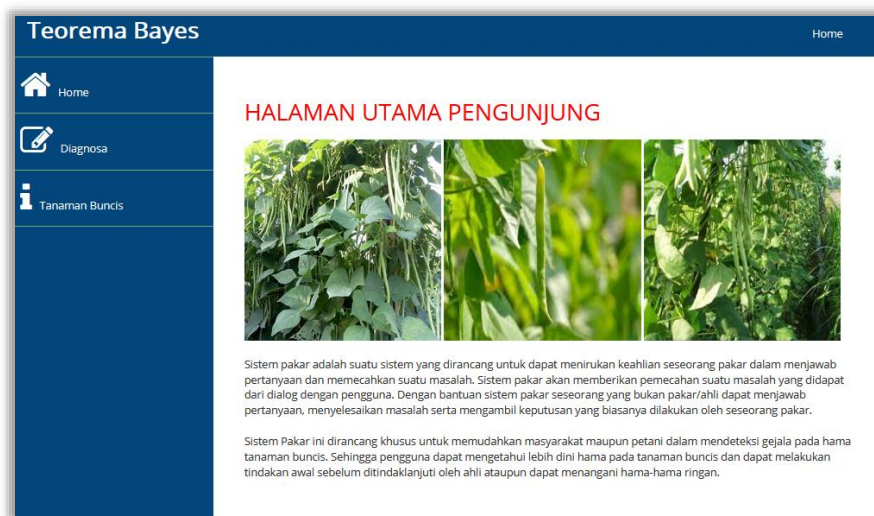 Teorema Bayes
Home
Home
Diagnosa
Tanaman Buncis
HALAMAN UTAMA PENGUNJUNG
Sistem pakar adalah suatu sistem yang dirancang untuk dapat menirukan keahlian seseorang pakar dalam menjawab
pertanyaan dan memecahkan suatu masalah. Sistem pakar akan memberikan pemecahan suatu masalah yang didapat
dari dialog dengan pengguna. Dengan bantuan sistem pakar seseorang yang bukan pakar/ahli dapat menjawab
pertanyaan, menyelesaikan masalah serta mengambil keputusan yang biasanya dilakukan oleh seseorang pakar.
Sistem Pakar ini dirancang khusus untuk memudahkan masyarakat maupun petani dalam mendeteksi gejala pada hama
tanaman buncis. Sehingga pengguna dapat mengetahui lebih dini hama pada tanaman buncis dan dapat melakukan
tindakan awal sebelum ditindaklanjuti oleh ahli ataupun dapat menangani hama-hama ringan.